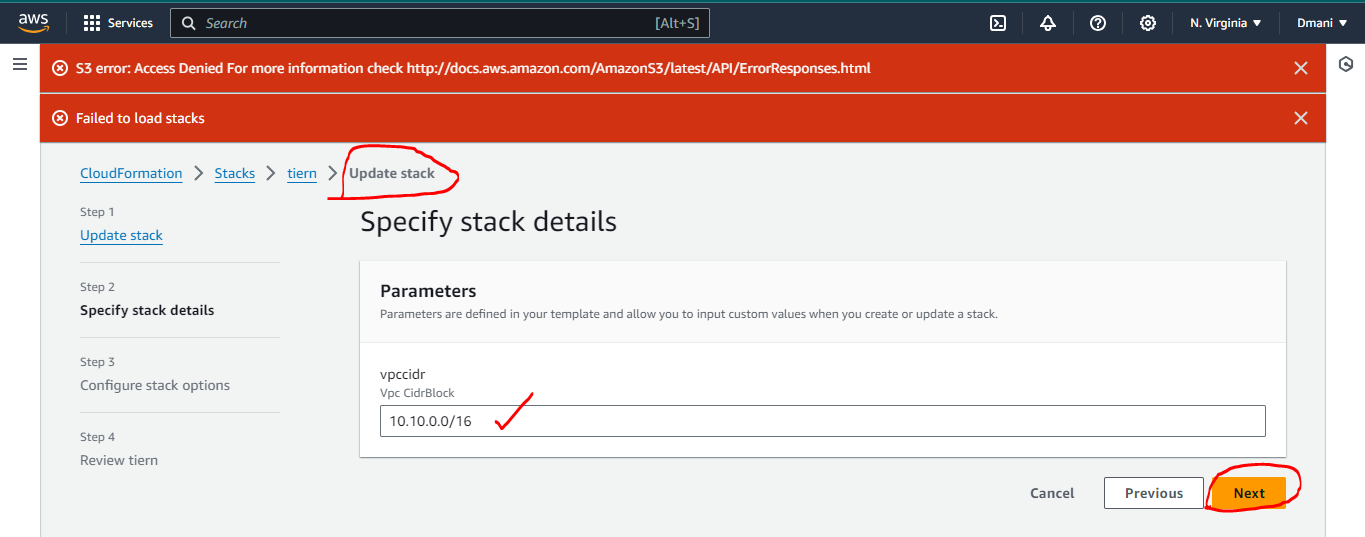 aws Services Search [Alt+S] N. Virginia Dmani
S3 error: Access Denied For more information check http://docs.aws.amazon.com/AmazonS3/latest/API/ErrorResponses.html
Failed to load stacks
CloudFormation Stacks tiern Update stack
Step 1
Update stack
Step 2
Specify stack details
Step 3
Configure stack options
Step 4
Review tiern
Specify stack details
Parameters
Parameters are defined in your template and allow you to input custom values when you create or update a stack.
vpccidr
Vpc CidrBlock
10.10.0.0/16
Cancel Previous Next